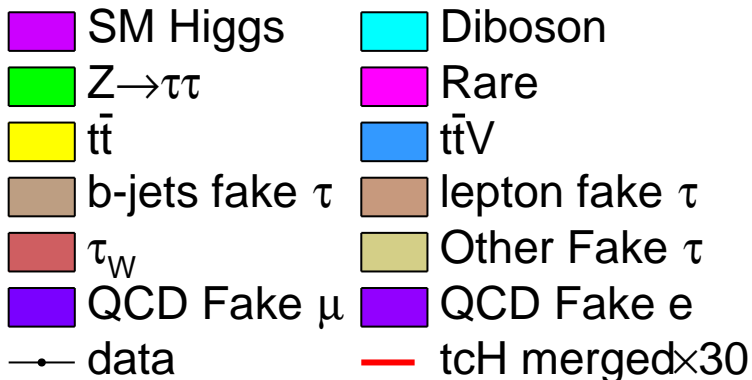 SM Higgs Diboson
Z→ττ Rare
tt̄ tt̄V
b-jets fake τ lepton fake τ
τ_W Other Fake τ
QCD Fake μ QCD Fake e
data tcH merged×30